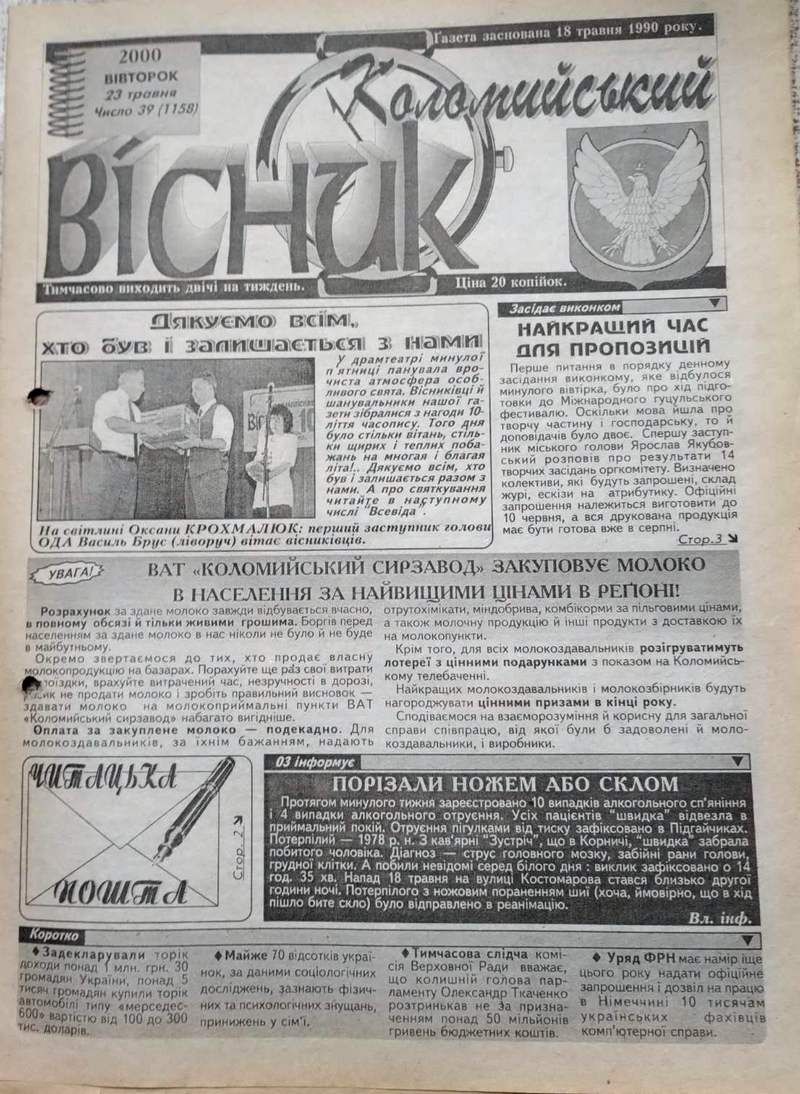 Газета заснована 18 травня 1990 року.
2000
ВІВТОРОК
23 травня
Число 39 (1158)
Коломийський
Вісник
Тимчасово виходить двічі на тиждень.
Ціна 20 копійок.
Дякуємо всім,
хто був і залишається з нами
У драмтеатрі минулої
п'ятниці панувала вро-
чиста атмосфера особ-
ливого свята. Вісниківці й
шанувальники нашої га-
зети зібралися з нагоди 10-
ліття часопису. Того дня
було стільки вітань, стіль-
ки щирих і теплих поба-
жань на многая і благая
літа!.. Дякуємо всім, хто
був і залишається разом з
нами. А про святкування
читайте в наступному
числі "Всевіда".
На світлині Оксани КРОХМАЛЮК: перший заступник голови
ОДА Василь Брус (ліворуч) вітає вісниківців.
Засідає виконком
НАЙКРАЩИЙ ЧАС
ДЛЯ ПРОПОЗИЦІЙ
Перше питання в порядку денному
засідання виконкому, яке відбулося
минулого вівтірка, було про хід підго-
товки до Міжнародного гуцульського
фестивалю. Оскільки мова йшла про
творчу частину і господарську, то й
доповідачів було двоє. Спершу заступ-
ник міського голови Ярослав Якубов-
ський розповів про результати 14
творчих засідань оргкомітету. Визначено
колективи, які будуть запрошені, склад
журі, ескізи на атрибутику. Офіційні
запрошення належиться виготовити до
10 червня, а вся друкована продукція
має бути готова вже в серпні.
Стор.3
УВАГА!
ВАТ «КОЛОМИЙСЬКИЙ СИРЗАВОД» ЗАКУПОВУЄ МОЛОКО
В НАСЕЛЕННЯ ЗА НАЙВИЩИМИ ЦІНАМИ В РЕГІОНІ!
Розрахунок за здане молоко завжди відбувається вчасно,
в повному обсязі й тільки живими грошима. Боргів перед
населенням за здане молоко в нас ніколи не було й не буде
в майбутньому.
Окремо звертаємося до тих, хто продає власну
молокопродукцію на базарах. Порахуйте ще раз свої витрати
поїздки, врахуйте витрачений час, незручності в дорозі,
ризик не продати молоко і зробіть правильний висновок —
здавати молоко на молокоприймальні пункти ВАТ
«Коломийський сирзавод» набагато вигідніше.
Оплата за закуплене молоко — подекадно. Для
молокоздавальників, за їхнім бажанням, надають
отрутохімікати, міндобрива, комбікорми за пільговими цінами,
а також молочну продукцію й інші продукти з доставкою їх
на молокопункти.
Крім того, для всіх молокоздавальників розігруватимуть
лотереї з цінними подарунками з показом на Коломийсь-
кому телебаченні.
Найкращих молокоздавальників і молокозбірників будуть
нагороджувати цінними призами в кінці року.
Сподіваємося на взаєморозуміння й корисну для загальної
справи співпрацю, від якої були б задоволені й моло-
коздавальники, і виробники.
ЧИТАЦЬКА
ПОШТА
Стор. 2
03 інформує
ПОРІЗАЛИ НОЖЕМ АБО СКЛОМ
Протягом минулого тижня зареєстровано 10 випадків алкогольного сп'яніння
і 4 випадки алкогольного отруєння. Усіх пацієнтів "швидка" відвезла в
приймальний покій. Отруєння пігулками від тиску зафіксовано в Підгайчиках.
Потерпілий — 1978 р. н. З кав'ярні "Зустріч", що в Корничі, "швидка" забрала
побитого чоловіка. Діагноз — струс головного мозку, забійні рани голови,
грудної клітки. А побили невідомі серед білого дня : виклик зафіксовано о 14
год. 35 хв. Напад 18 травня на вулиці Костомарова стався близько другої
години ночі. Потерпілого з ножовим пораненням шиї (хоча, ймовірно, що в хід
пішло бите скло) було відправлено в реанімацію.
Вл. інф.
Коротко
♦Задекларували торік
доходи понад 1 млн. грн. 30
громадян України, понад 5
тисяч громадян купили торік
автомобілі типу «мерседес-
600» вартістю від 100 до 300
тис. доларів.
♦Майже 70 відсотків украї-
нок, за даними соціологічних
досліджень, зазнають фізич-
них та психологічних знущань,
принижень у сім'ї.
♦Тимчасова слідча комі-
сія Верховної Ради вважає,
що колишній голова пар-
ламенту Олександр Ткаченко
розтринькав не за призна-
ченням понад 50 мільйонів
гривень бюджетних коштів.
♦ Уряд ФРН має намір іще
цього року надати офіційне
запрошення і дозвіл на працю
в Німеччині 10 тисячам
українських фахівців
комп'ютерної справи.